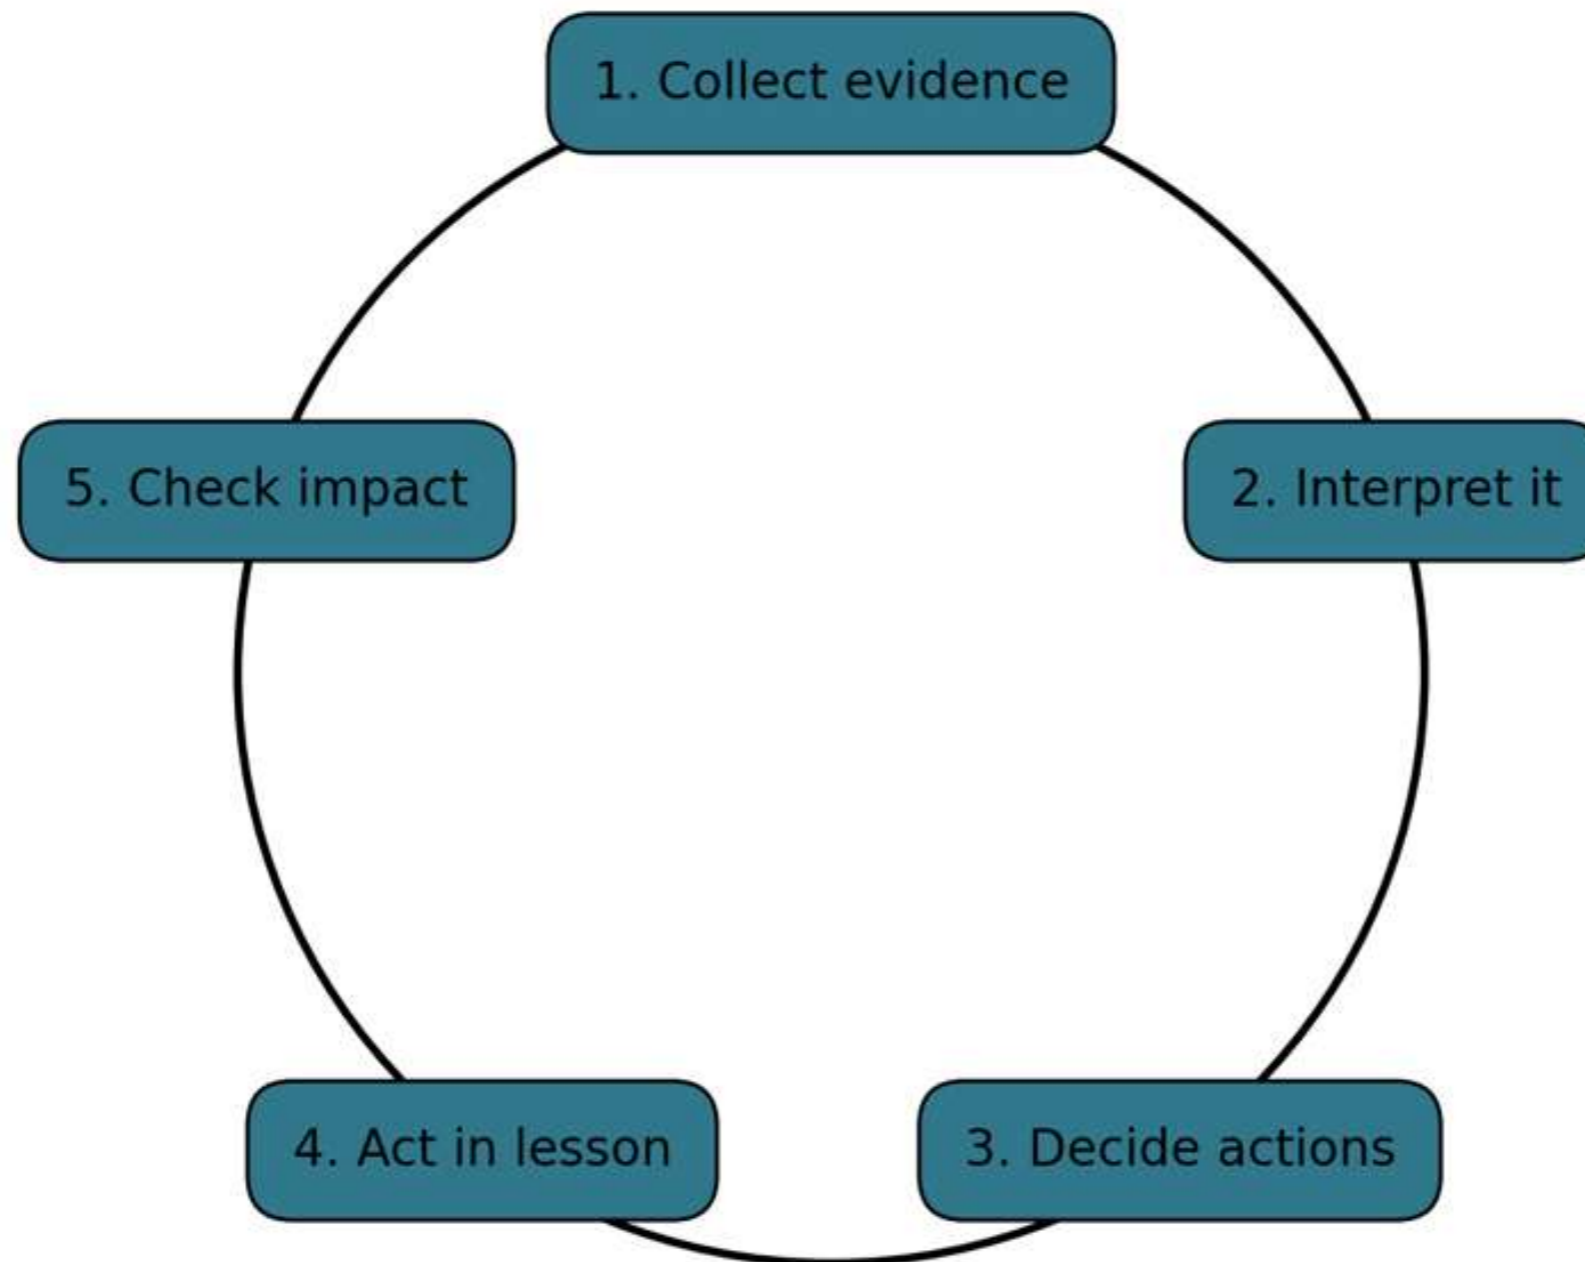 1. Collect evidence
2. Interpret it
3. Decide actions
4. Act in lesson
5. Check impact